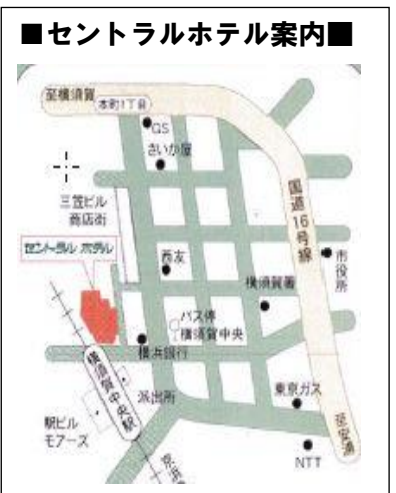 ■セントラルホテル案内■
至横須賀
本町1丁目
GS
さいか屋
三笠ビル
商店街
国道16号線
セントラル ホテル
西友
市役所
横須賀署
バス停
横須賀中央
横浜銀行
横須賀中央駅
派出所
東京ガス
駅ビル
モアーズ
至安浦
NTT
京浜